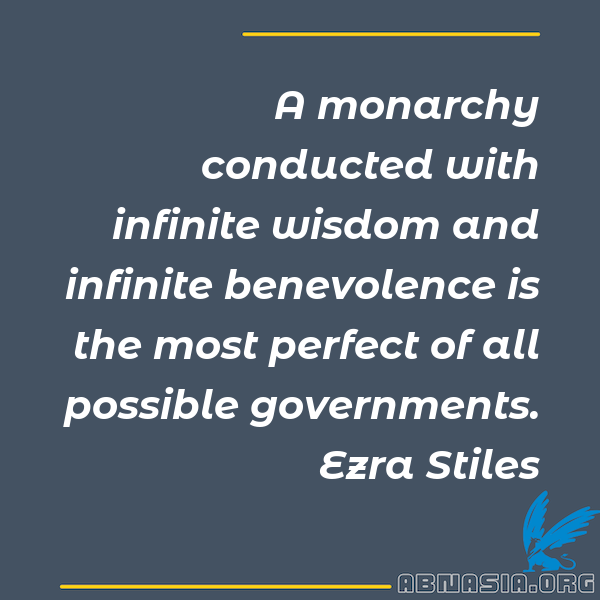 A monarchy
conducted with
infinite wisdom and
infinite benevolence is
the most perfect of all
possible governments.
Ezra Stiles
ABNASIA.ORG